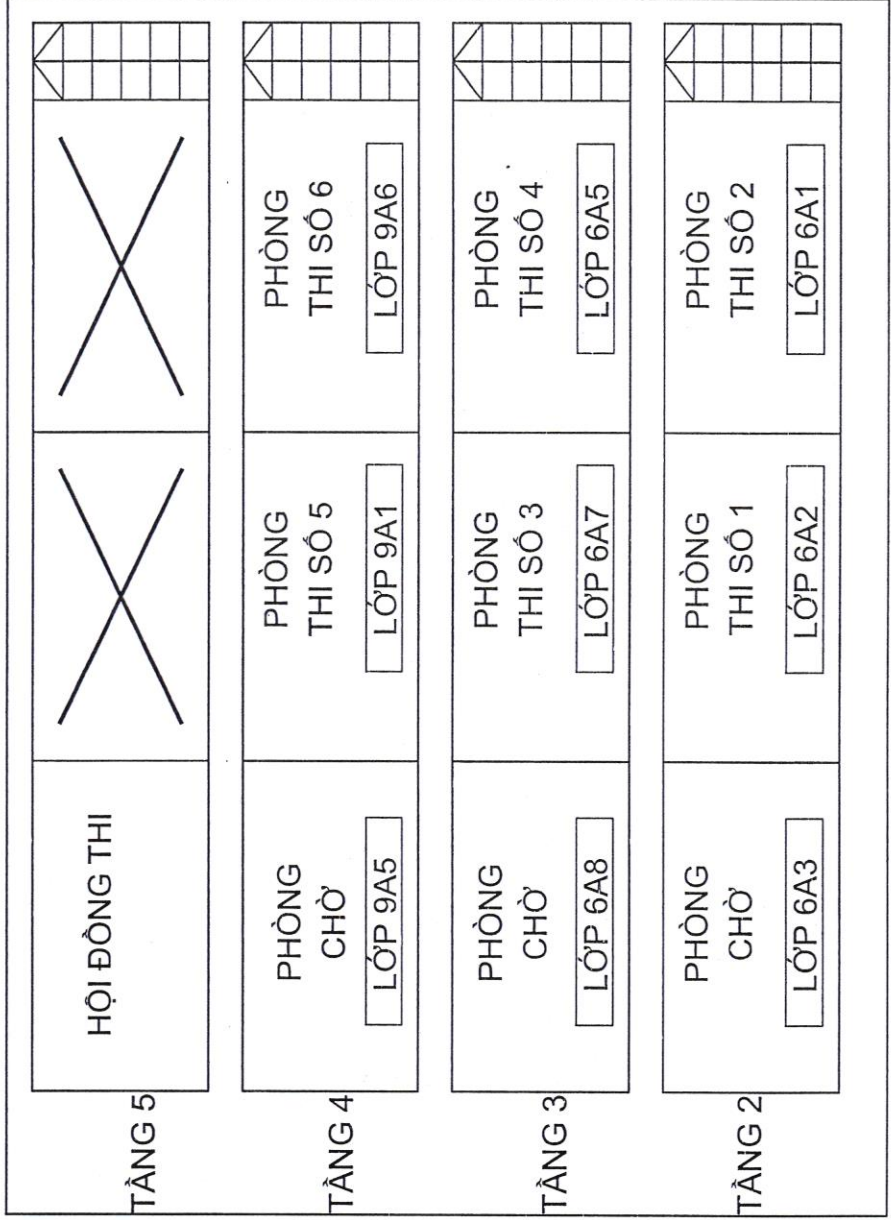 TẦNG 5
HỘI ĐỒNG THI
TẦNG 4
PHÒNG
CHỜ
LỚP 9A5
PHÒNG
THI SỐ 5
LỚP 9A1
PHÒNG
THI SỐ 6
LỚP 9A6
TẦNG 3
PHÒNG
CHỜ
LỚP 6A8
PHÒNG
THI SỐ 3
LỚP 6A7
PHÒNG
THI SỐ 4
LỚP 6A5
TẦNG 2
PHÒNG
CHỜ
LỚP 6A3
PHÒNG
THI SỐ 1
LỚP 6A2
PHÒNG
THI SỐ 2
LỚP 6A1